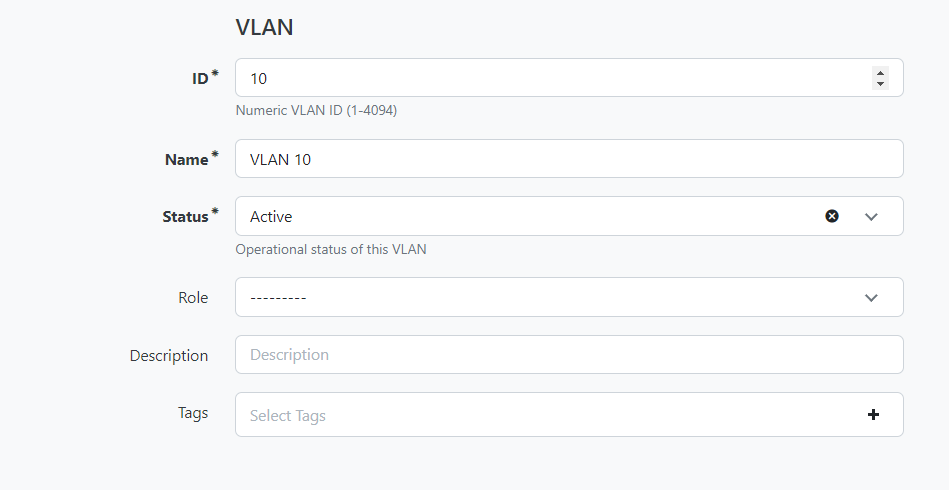 VLAN
ID* 10
Numeric VLAN ID (1-4094)
Name* VLAN 10
Status* Active
Operational status of this VLAN
Role ---------
Description Description
Tags Select Tags